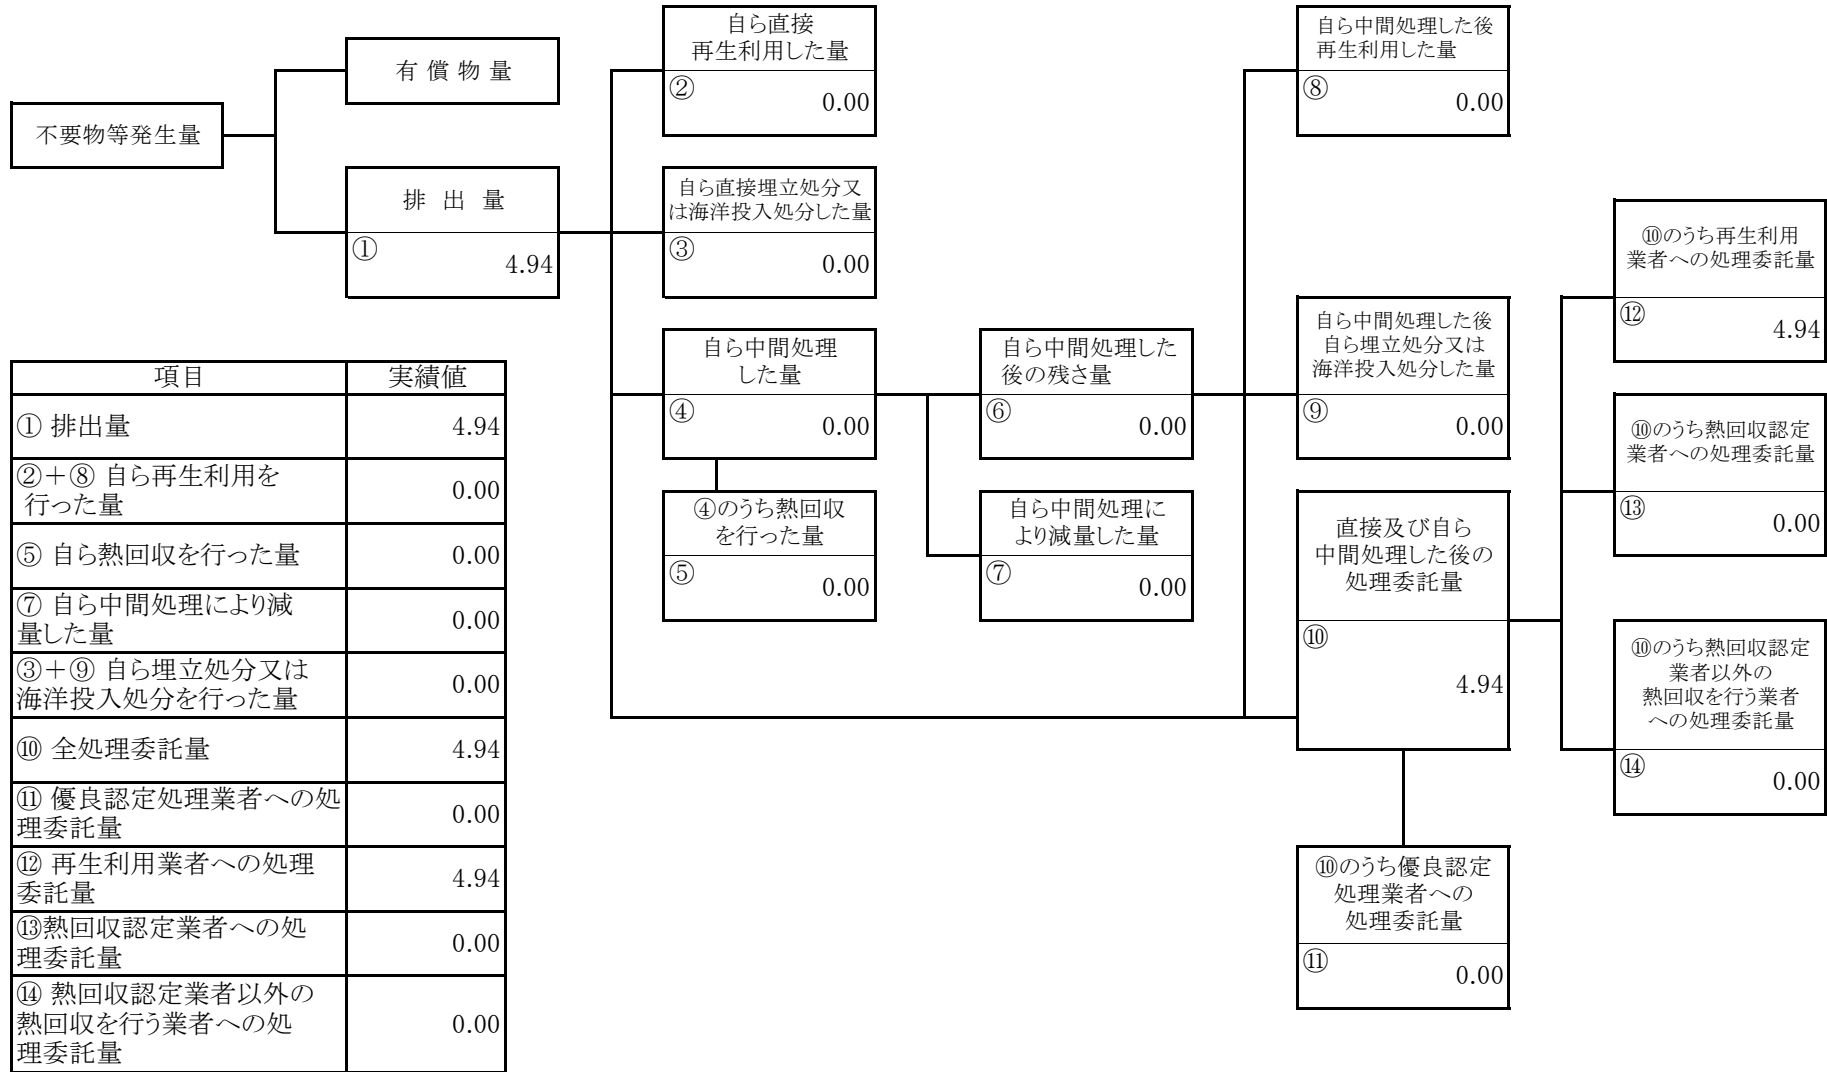 不要物等発生量
有償物量
排出量
①
4.94
自ら直接
再生利用した量
②
0.00
自ら直接埋立処分又
は海洋投入処分した量
③
0.00
自ら中間処理
した量
④
0.00
④のうち熱回収
を行った量
⑤
0.00
自ら中間処理した
後の残さ量
⑥
0.00
自ら中間処理に
より減量した量
⑦
0.00
自ら中間処理した後
再生利用した量
⑧
0.00
自ら中間処理した後
自ら埋立処分又は
海洋投入処分した量
⑨
0.00
直接及び自ら
中間処理した後の
処理委託量
⑩
4.94
⑩のうち優良認定
処理業者への
処理委託量
⑪
0.00
⑩のうち再生利用
業者への処理委託量
⑫
4.94
⑩のうち熱回収認定
業者への処理委託量
⑬
0.00
⑩のうち熱回収認定
業者以外の
熱回収を行う業者
への処理委託量
⑭
0.00
項目 実績値
① 排出量 4.94
②+⑧ 自ら再生利用を
行った量 0.00
⑤ 自ら熱回収を行った量 0.00
⑦ 自ら中間処理により減
量した量 0.00
③+⑨ 自ら埋立処分又は
海洋投入処分を行った量 0.00
⑩ 全処理委託量 4.94
⑪ 優良認定処理業者への処
理委託量 0.00
⑫ 再生利用業者への処理
委託量 4.94
⑬熱回収認定業者への処
理委託量 0.00
⑭ 熱回収認定業者以外の
熱回収を行う業者への処
理委託量 0.00